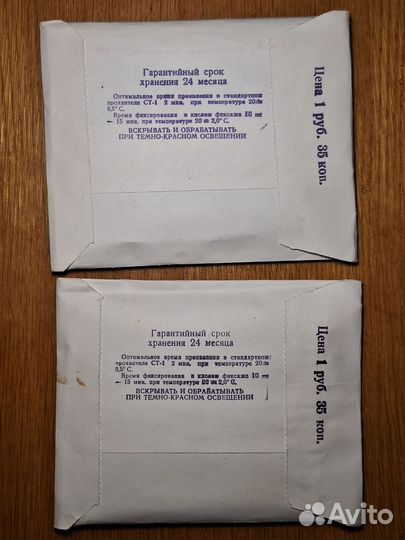 Гарантийный срок
хранения 24 месяца
Оптимальное время проявления в стандартном
проявителе СТ-1 2 мин, при температуре 20±
0,5° С.
Время фиксирования в кислом фиксаже 10 —
— 15 мин. при температуре 20 ± 2,0° С.
ВСКРЫВАТЬ И ОБРАБАТЫВАТЬ
ПРИ ТЕМНО-КРАСНОМ ОСВЕЩЕНИИ
Цена 1 руб. 35 коп.
Гарантийный срок
хранения 24 месяца
Оптимальное время проявления в стандартном
проявителе СТ-1 2 мин, при температуре 20±
0,5° С.
Время фиксирования в кислом фиксаже 10 —
— 15 мин. при температуре 20 ± 2,0° С.
ВСКРЫВАТЬ И ОБРАБАТЫВАТЬ
ПРИ ТЕМНО-КРАСНОМ ОСВЕЩЕНИИ
Цена 1 руб. 35 коп.
Avito